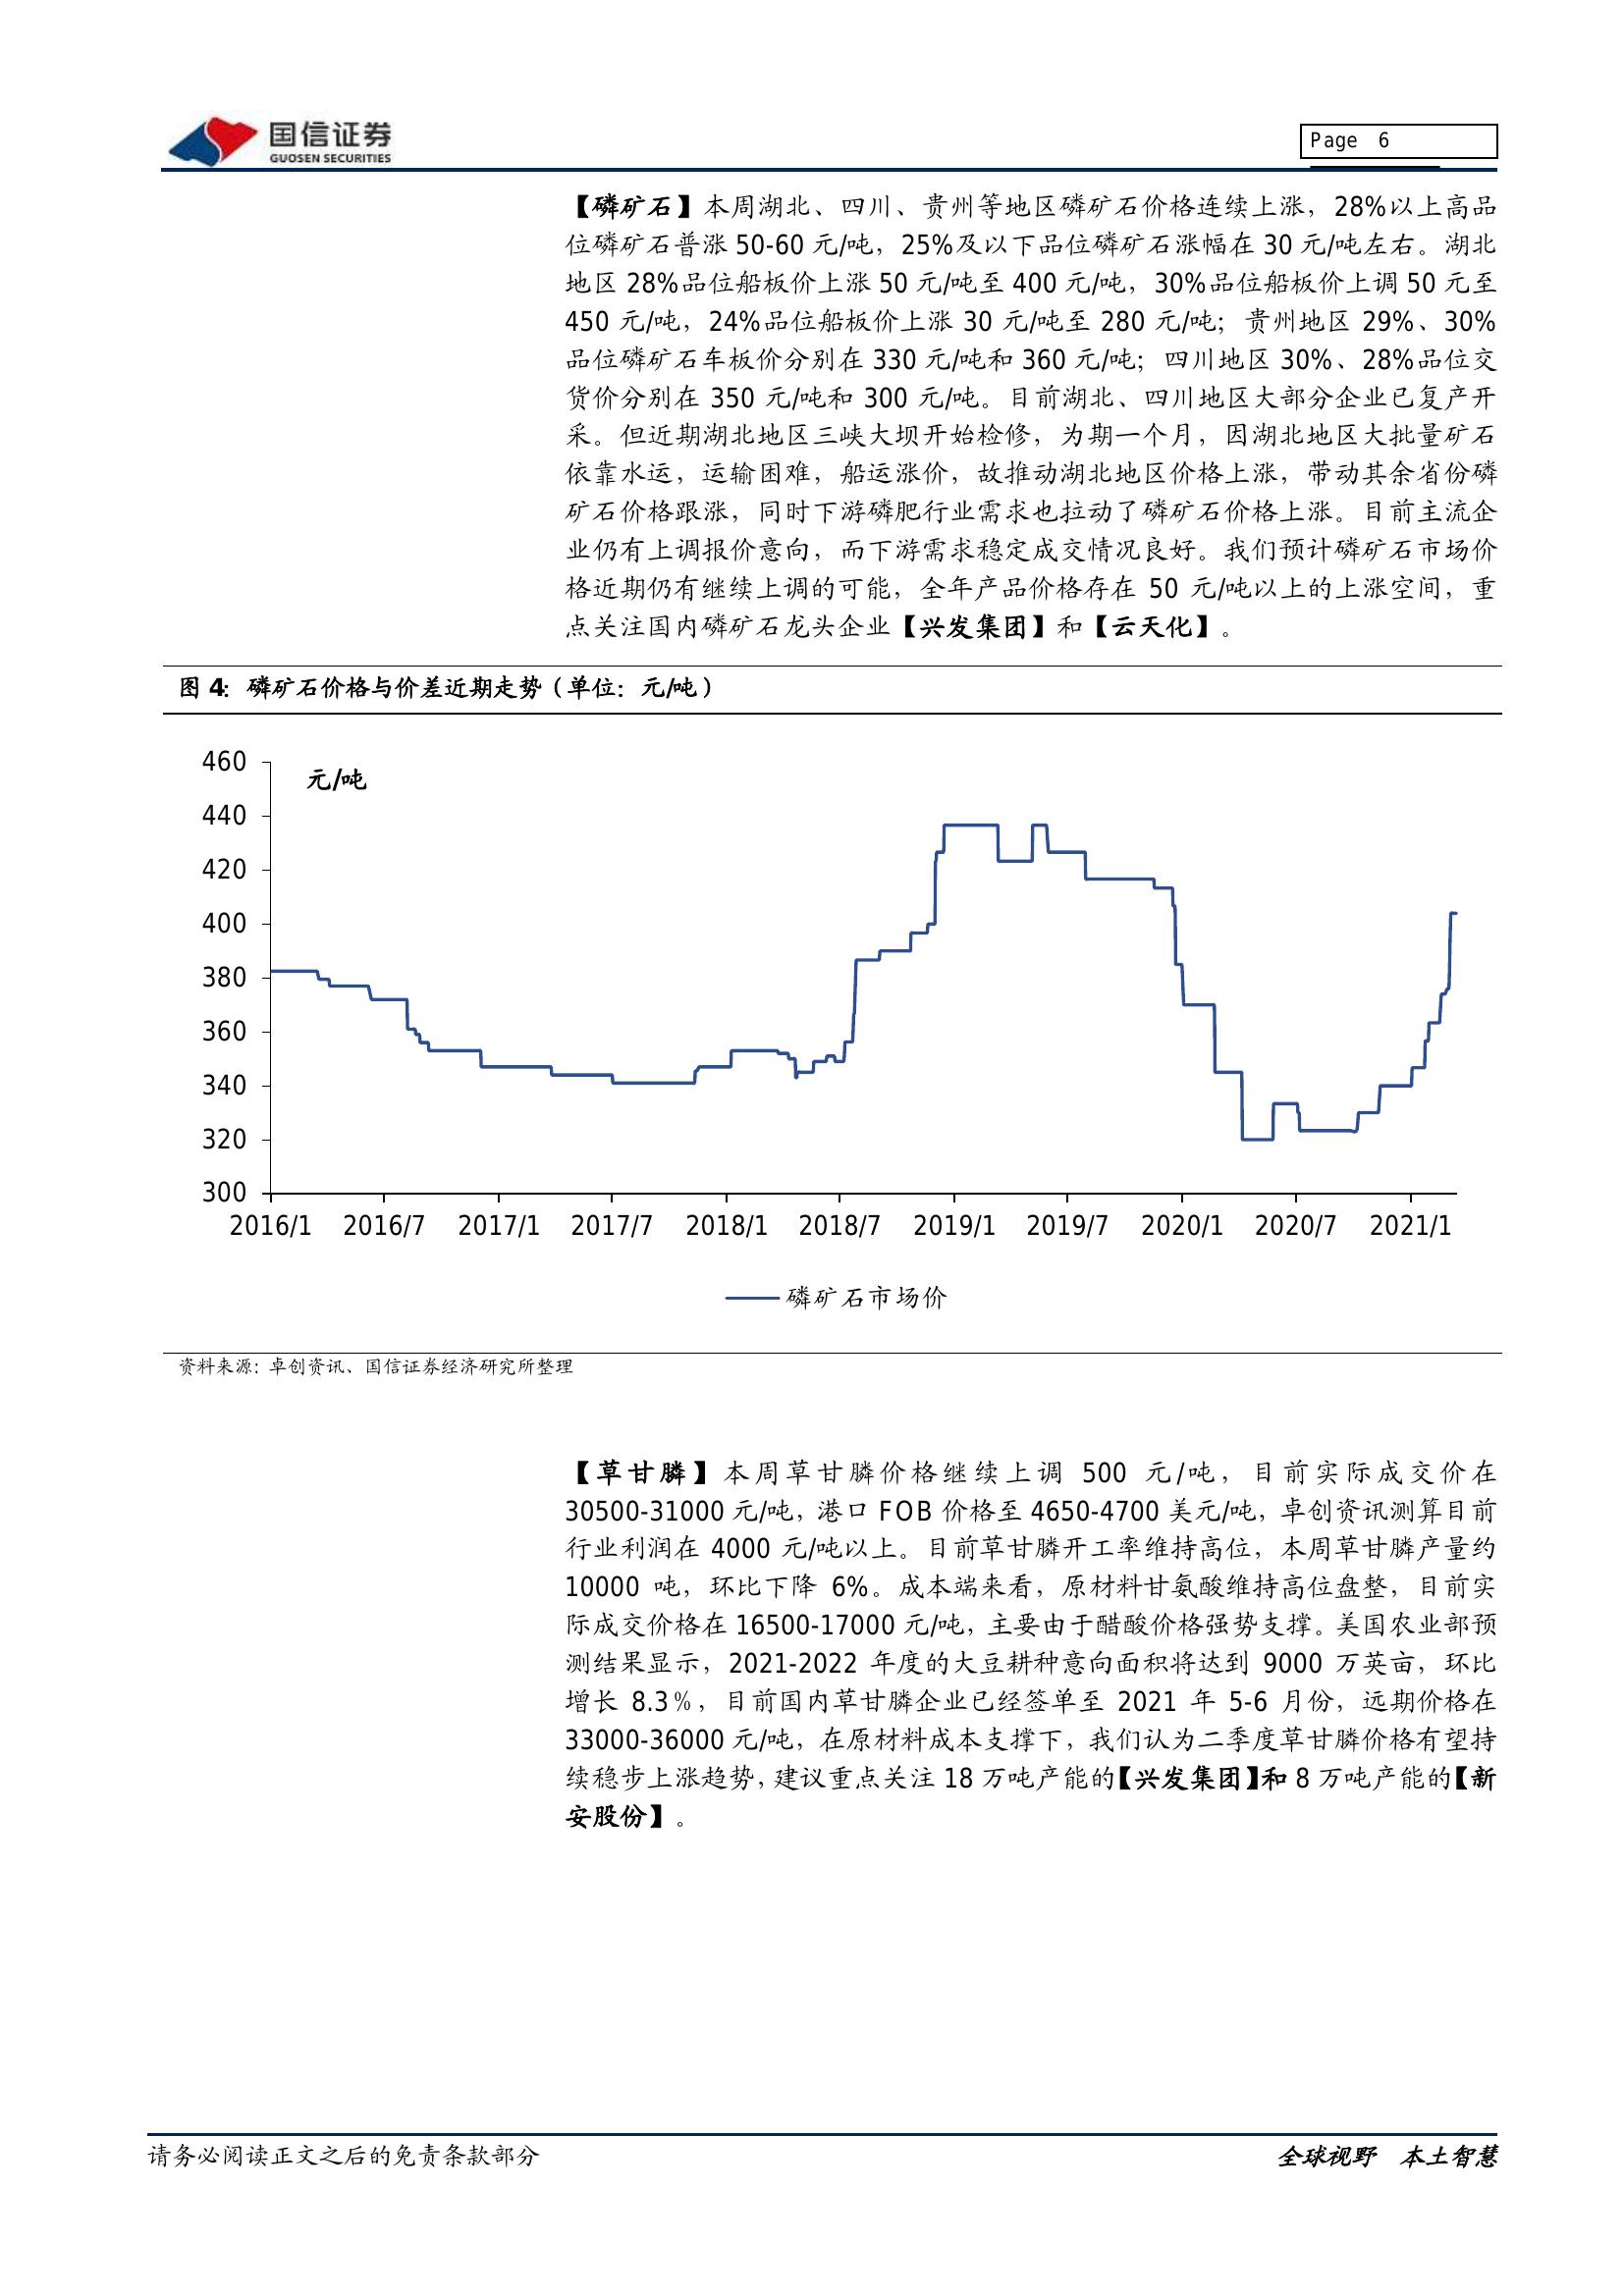 国信证券
GUOSEN SECURITIES
Page 6
【磷矿石】本周湖北、四川、贵州等地区磷矿石价格连续上涨，28%以上高品
位磷矿石普涨 50-60 元/吨，25%及以下品位磷矿石涨幅在 30 元/吨左右。湖北
地区 28%品位船板价上涨 50 元/吨至 400 元/吨，30%品位船板价上调 50 元至
450 元/吨，24%品位船板价上涨 30 元/吨至 280 元/吨；贵州地区 29%、30%
品位磷矿石车板价分别在 330 元/吨和 360 元/吨；四川地区 30%、28%品位交
货价分别在 350 元/吨和 300 元/吨。目前湖北、四川地区大部分企业已复产开
采。但近期湖北地区三峡大坝开始检修，为期一个月，因湖北地区大批量矿石
依靠水运，运输困难，船运涨价，故推动湖北地区价格上涨，带动其余省份磷
矿石价格跟涨，同时下游磷肥行业需求也拉动了磷矿石价格上涨。目前主流企
业仍有上调报价意向，而下游需求稳定成交情况良好。我们预计磷矿石市场价
格近期仍有继续上调的可能，全年产品价格存在 50 元/吨以上的上涨空间，重
点关注国内磷矿石龙头企业【兴发集团】和【云天化】。
图 4：磷矿石价格与价差近期走势（单位：元/吨）
元/吨
460
440
420
400
380
360
340
320
300
2016/1 2016/7 2017/1 2017/7 2018/1 2018/7 2019/1 2019/7 2020/1 2020/7 2021/1
磷矿石市场价
资料来源：卓创资讯、国信证券经济研究所整理
【草甘膦】本周草甘膦价格继续上调 500 元/吨，目前实际成交价在
30500-31000 元/吨，港口 FOB 价格至 4650-4700 美元/吨，卓创资讯测算目前
行业利润在 4000 元/吨以上。目前草甘膦开工率维持高位，本周草甘膦产量约
10000 吨，环比下降 6%。成本端来看，原材料甘氨酸维持高位盘整，目前实
际成交价格在 16500-17000 元/吨，主要由于醋酸价格强势支撑。美国农业部预
测结果显示，2021-2022 年度的大豆耕种意向面积将达到 9000 万英亩，环比
增长 8.3%，目前国内草甘膦企业已经签单至 2021 年 5-6 月份，远期价格在
33000-36000 元/吨，在原材料成本支撑下，我们认为二季度草甘膦价格有望持
续稳步上涨趋势，建议重点关注 18 万吨产能的【兴发集团】和 8 万吨产能的【新
安股份】。
请务必阅读正文之后的免责条款部分
全球视野 本土智慧